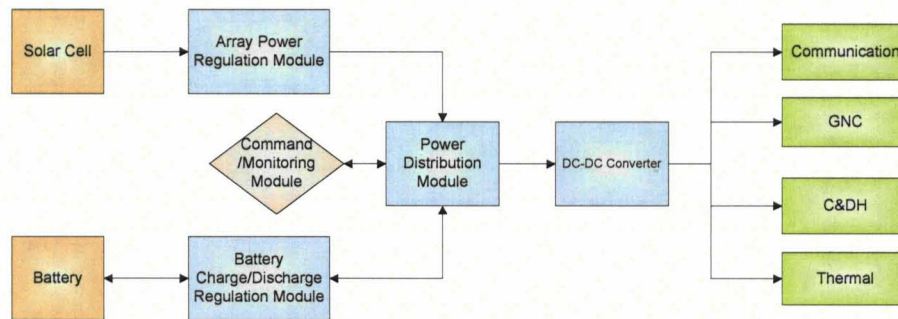 Solar Cell
Array Power
Regulation Module
Communication
GNC
Command
/Monitoring
Module
Power
Distribution
Module
DC-DC Converter
C&DH
Battery
Battery
Charge/Discharge
Regulation Module
Thermal